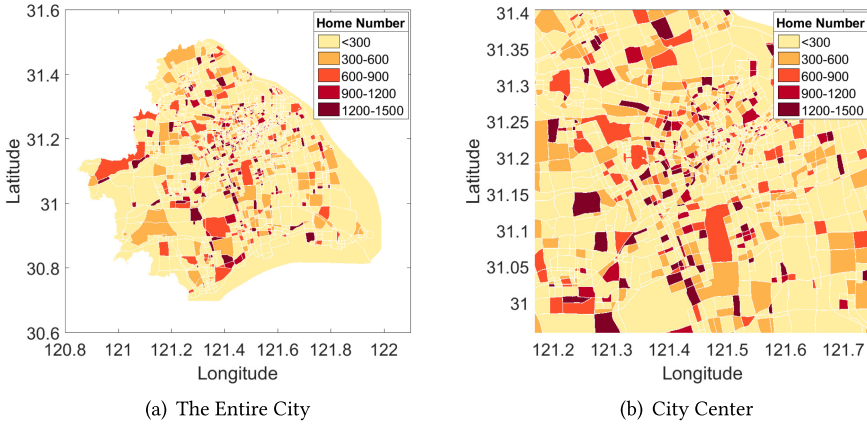 31.6
31.4
31.2
31
30.8
30.6
Latitude
120.8 121 121.2 121.4 121.6 121.8 122
Longitude
Home Number
<300
300-600
600-900
900-1200
1200-1500
(a) The Entire City
31.4
31.35
31.3
31.25
31.2
31.15
31.1
31.05
31
Latitude
121.2 121.3 121.4 121.5 121.6 121.7
Longitude
Home Number
<300
300-600
600-900
900-1200
1200-1500
(b) City Center